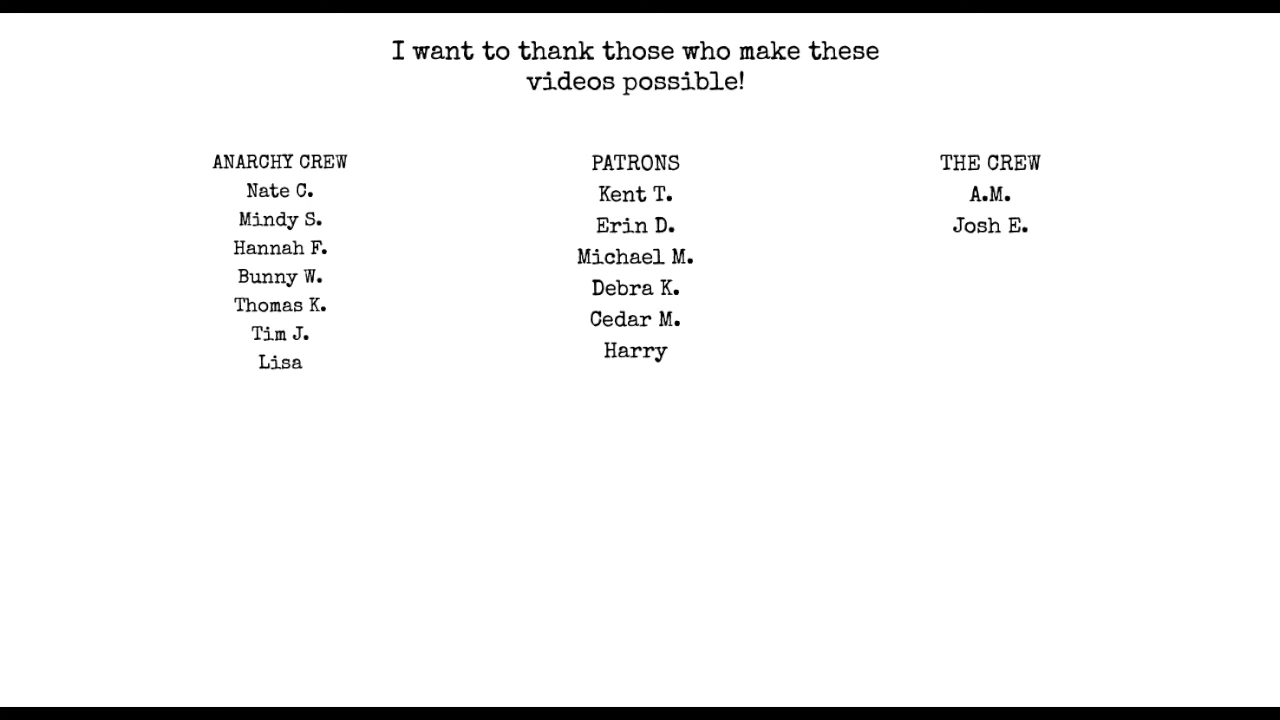 I want to thank those who make these
videos possible!
ANARCHY CREW
Nate C.
Mindy S.
Hannah F.
Bunny W.
Thomas K.
Tim J.
Lisa
PATRONS
Kent T.
Erin D.
Michael M.
Debra K.
Cedar M.
Harry
THE CREW
A.M.
Josh E.